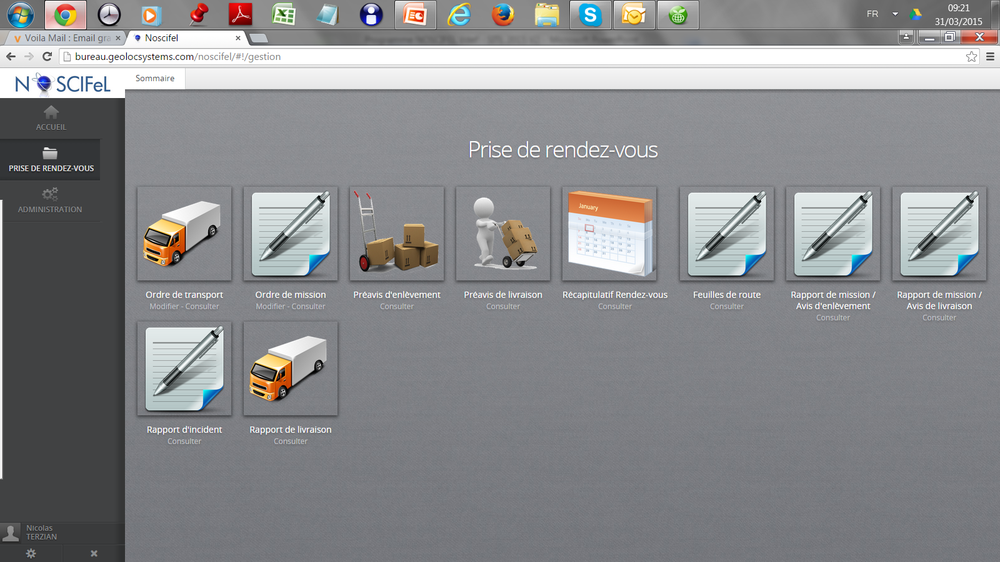 FR
09:21
31/03/2015
Voila Mail : Email gra
Noscifel
bureau.geolocsystems.com/noscifel/#!/gestion
NOSCIFeL
Sommaire
ACCUEIL
PRISE DE RENDEZ-VOUS
ADMINISTRATION
Prise de rendez-vous
January
Ordre de transport
Modifier - Consulter
Ordre de mission
Modifier - Consulter
Préavis d'enlèvement
Consulter
Préavis de livraison
Consulter
Récapitulatif Rendez-vous
Consulter
Feuilles de route
Consulter
Rapport de mission /
Avis d'enlèvement
Consulter
Rapport de mission /
Avis de livraison
Consulter
Rapport d'incident
Consulter
Rapport de livraison
Consulter
Nicolas
TERZIAN